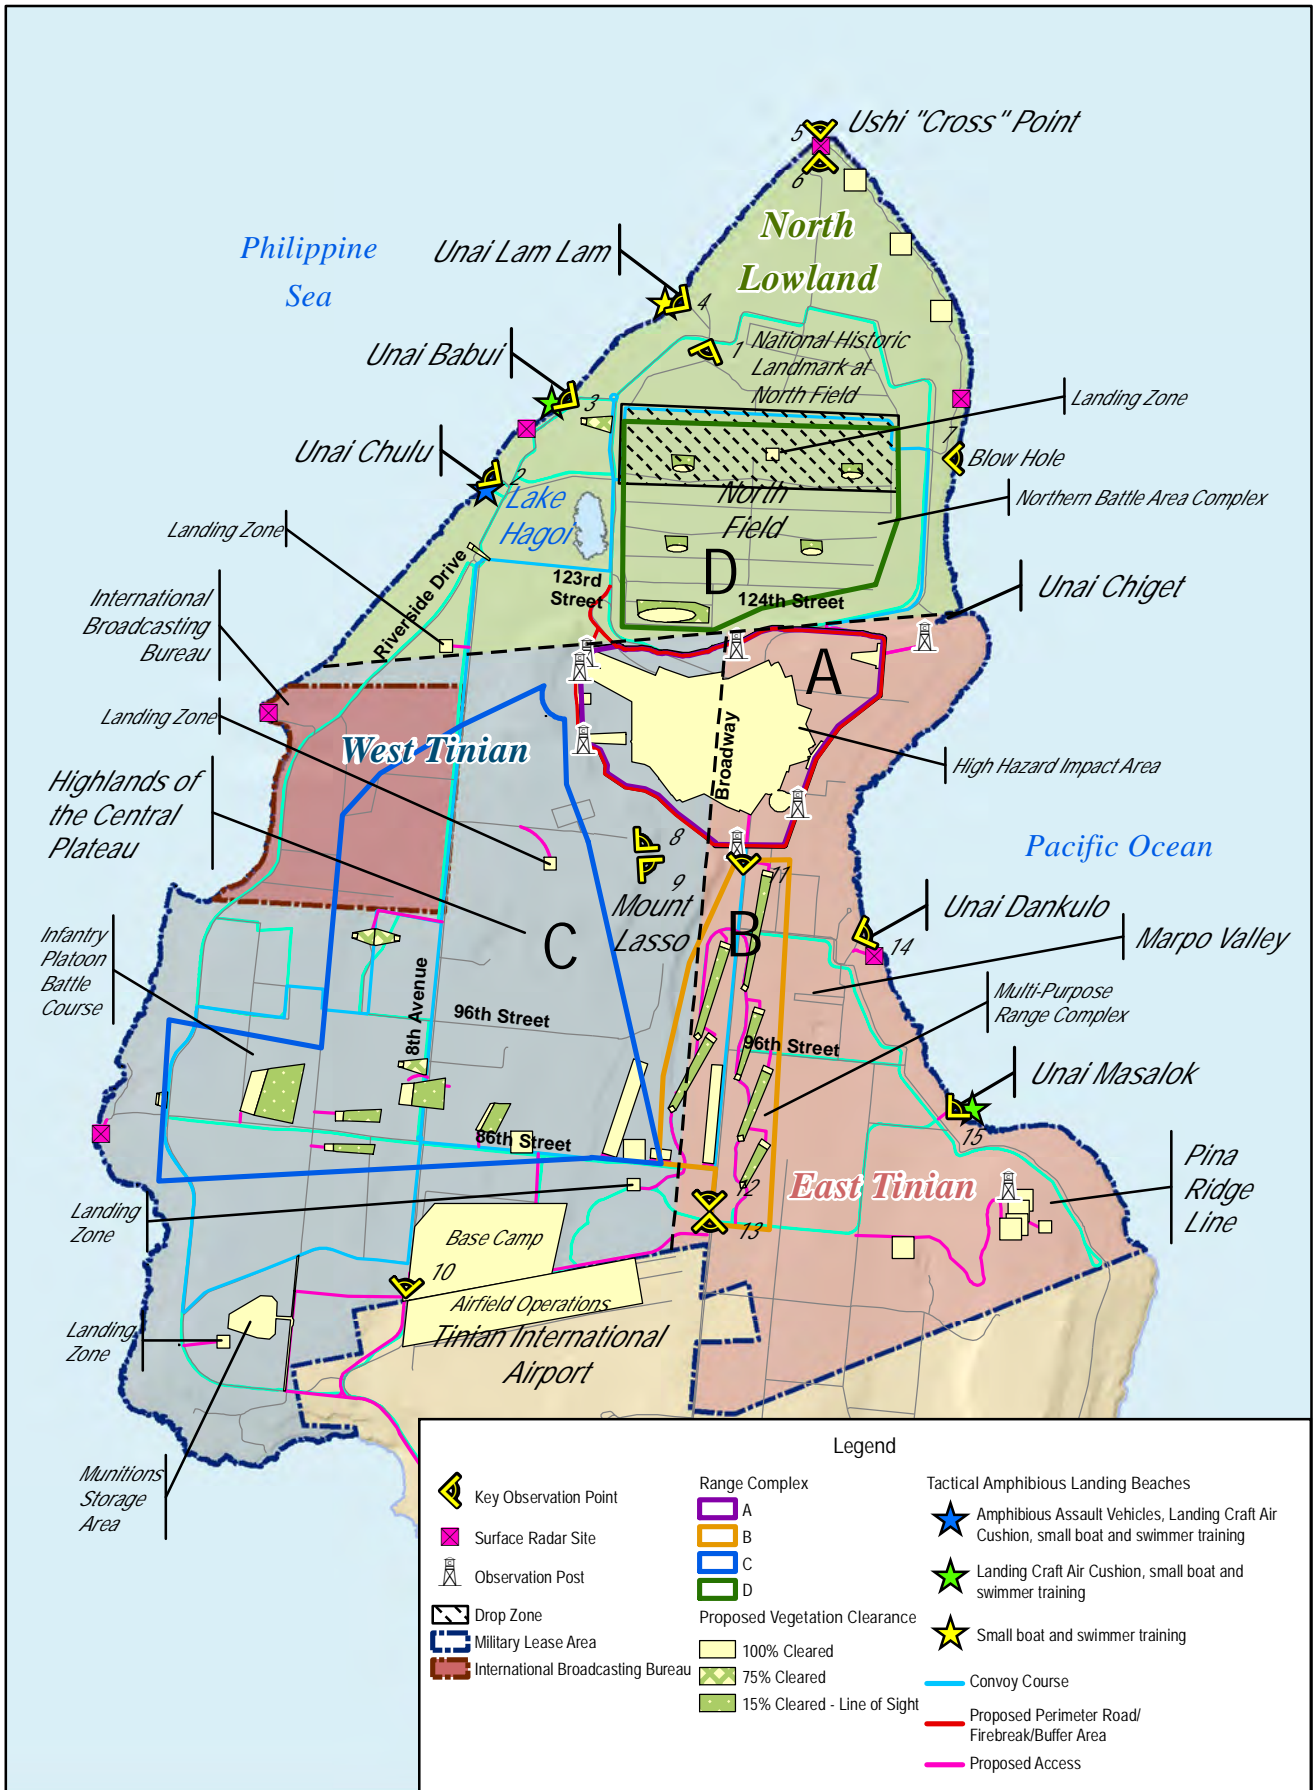 5
Ushi "Cross" Point
6
North
Lowland
Philippine
Sea
Unai Lam Lam
4
1
National Historic
Landmark at
North Field
Unai Babui
3
Landing Zone
7
Blow Hole
Unai Chulu
2
Lake
Hagoi
North
Field
Northern Battle Area Complex
D
Landing Zone
123rd
Street
124th Street
Unai Chiget
International
Broadcasting
Bureau
Riverside Drive
A
Landing Zone
West Tinian
Broadway
High Hazard Impact Area
Highlands of
the Central
Plateau
8
9
Mount
Lasso
11
Pacific Ocean
Unai Dankulo
14
Marpo Valley
B
C
Infantry
Platoon
Battle
Course
8th Avenue
96th Street
96th Street
Multi-Purpose
Range Complex
Unai Masalok
15
86th Street
12
13
East Tinian
Pina
Ridge
Line
Landing
Zone
Base Camp
10
Airfield Operations
Tinian International
Airport
Landing
Zone
Munitions
Storage
Area
Legend
Key Observation Point
Surface Radar Site
Observation Post
Drop Zone
Military Lease Area
International Broadcasting Bureau
Range Complex
A
B
C
D
Proposed Vegetation Clearance
100% Cleared
75% Cleared
15% Cleared - Line of Sight
Tactical Amphibious Landing Beaches
Amphibious Assault Vehicles, Landing Craft Air
Cushion, small boat and swimmer training
Landing Craft Air Cushion, small boat and
swimmer training
Small boat and swimmer training
Convoy Course
Proposed Perimeter Road/
Firebreak/Buffer Area
Proposed Access